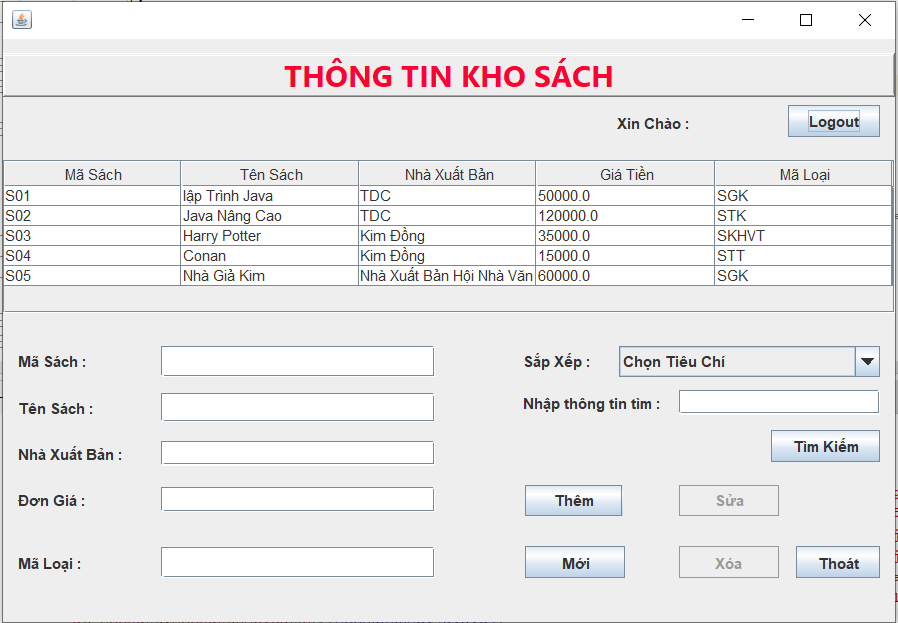 THÔNG TIN KHO SÁCH
Xin Chào : Logout
Mã Sách Tên Sách Nhà Xuất Bản Giá Tiền Mã Loại
S01 lập Trình Java TDC 50000.0 SGK
S02 Java Nâng Cao TDC 120000.0 STK
S03 Harry Potter Kim Đồng 35000.0 SKHVT
S04 Conan Kim Đồng 15000.0 STT
S05 Nhà Giả Kim Nhà Xuất Bản Hội Nhà Văn 60000.0 SGK
Mã Sách : Sắp Xếp : Chọn Tiêu Chí
Tên Sách : Nhập thông tin tìm :
Nhà Xuất Bản : Tìm Kiếm
Đơn Giá : Thêm Sửa
Mã Loại : Mới Xóa Thoát